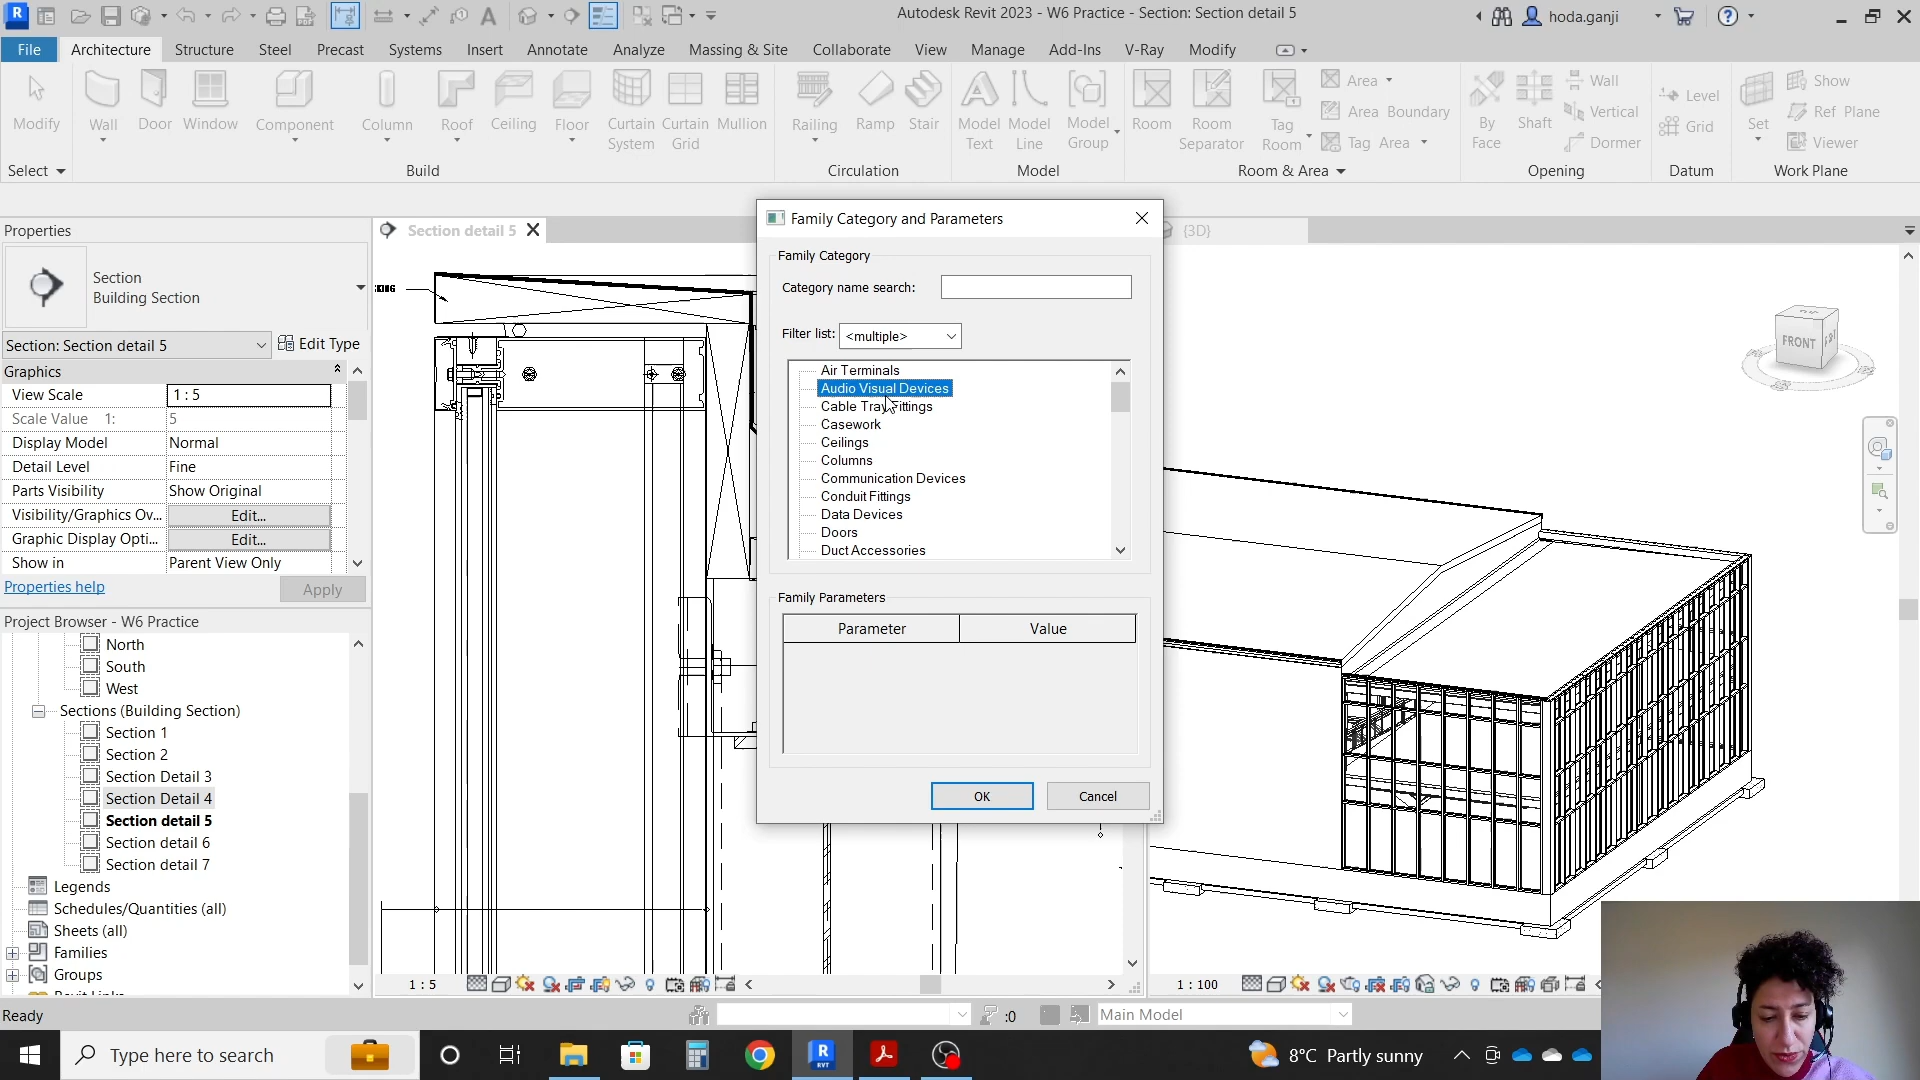 Autodesk Revit 2023 - W6 Practice - Section: Section detail 5
hoda.ganji
File Architecture Structure Steel Precast Systems Insert Annotate Analyze Massing & Site Collaborate View Manage Add-Ins V-Ray Modify
Modify
Wall Door Window Component Column Roof Ceiling Floor Curtain System Curtain Grid Mullion
Railing Ramp Stair
Model Text Model Line Model Group
Room Room Separator Tag Room
Area
Area Boundary
Tag Area
By Face Shaft
Wall
Vertical
Dormer
Level
Grid
Set
Show
Ref Plane
Viewer
Select Build Circulation Model Room & Area Opening Datum Work Plane
Properties
Section
Building Section
Section: Section detail 5
Edit Type
Graphics
View Scale 1 : 5
Scale Value 1: 5
Display Model Normal
Detail Level Fine
Parts Visibility Show Original
Visibility/Graphics Ov... Edit...
Graphic Display Opti... Edit...
Show in Parent View Only
Properties help
Apply
Project Browser - W6 Practice
North
South
West
Sections (Building Section)
Section 1
Section 2
Section Detail 3
Section Detail 4
Section detail 5
Section detail 6
Section detail 7
Legends
Schedules/Quantities (all)
Sheets (all)
Families
Groups
Section detail 5
{3D}
Family Category and Parameters
Family Category
Category name search:
Filter list: <multiple>
Air Terminals
Audio Visual Devices
Cable Tray Fittings
Casework
Ceilings
Columns
Communication Devices
Conduit Fittings
Data Devices
Doors
Duct Accessories
Family Parameters
Parameter Value
OK Cancel
FRONT
1 : 5
1 : 100
Ready
:0
Main Model
Type here to search
8°C Partly sunny